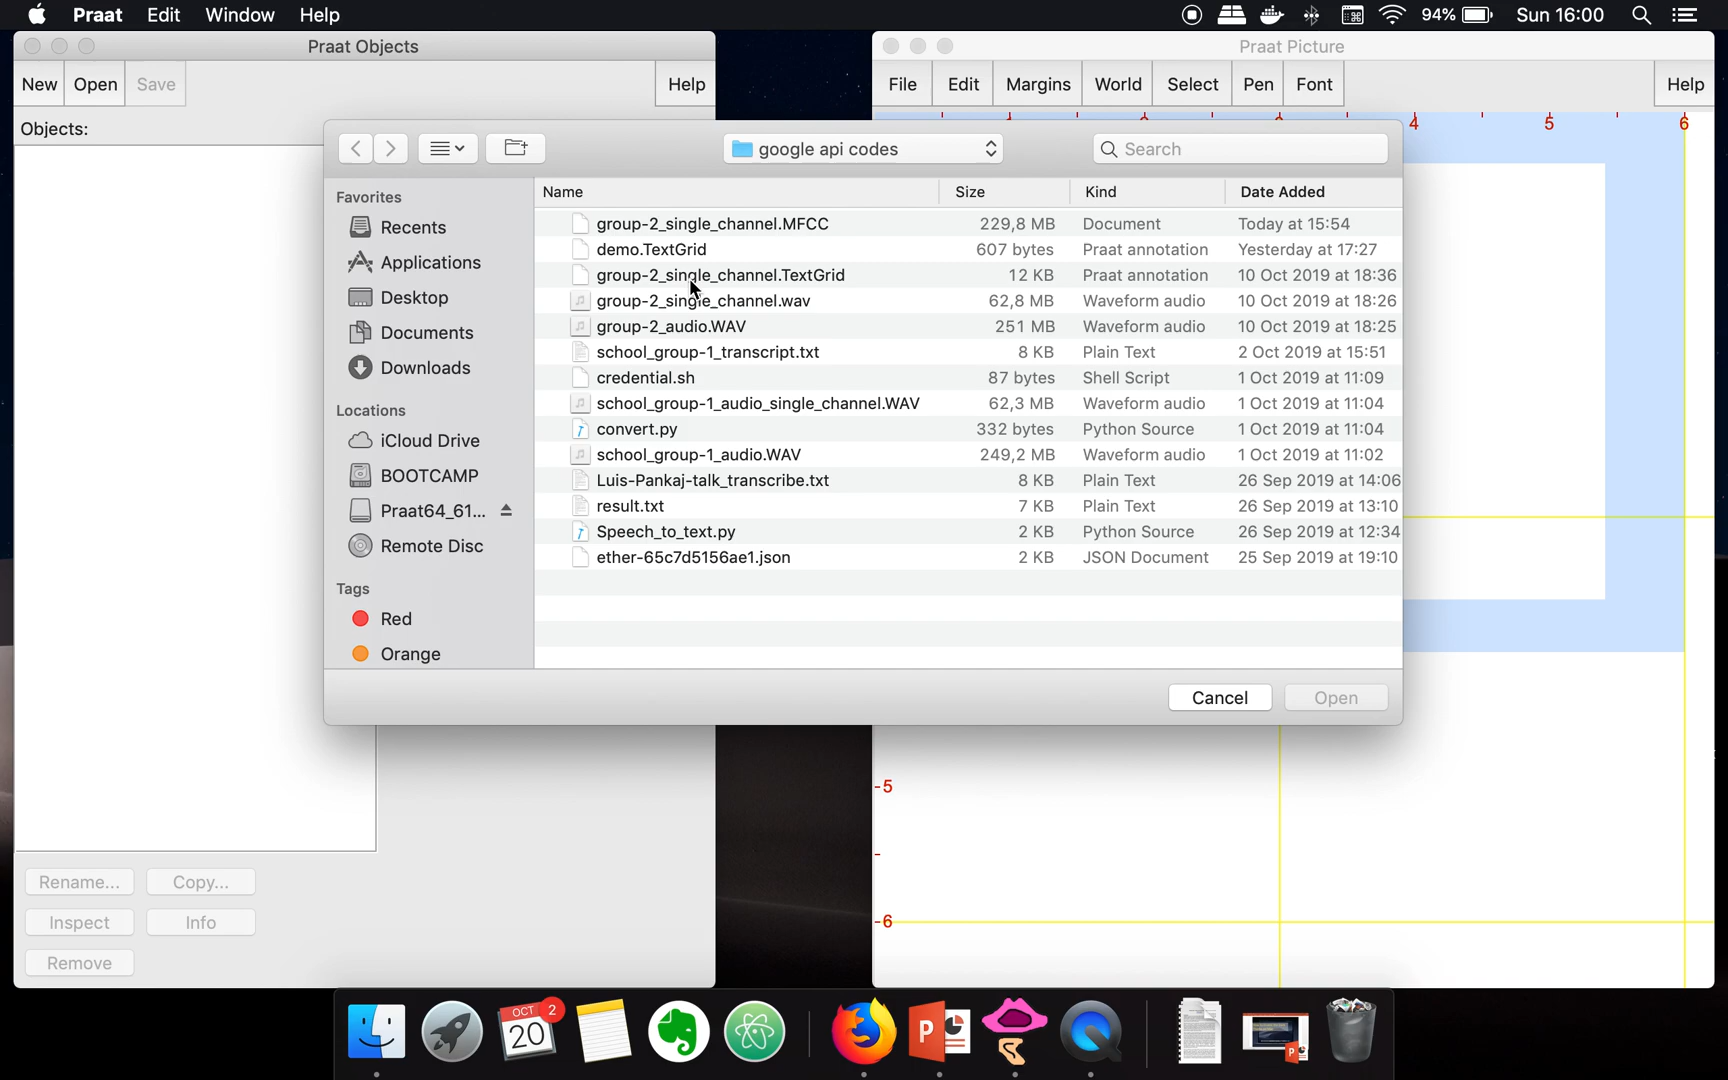 Praat Edit Window Help 94% Sun 16:00
Praat Objects
New Open Save Help
Objects:
Praat Picture
File Edit Margins World Select Pen Font Help
4 5 6
google api codes Search
Favorites
Recents
Applications
Desktop
Documents
Downloads
Locations
iCloud Drive
BOOTCAMP
Praat64_61...
Remote Disc
Tags
Red
Orange
Name Size Kind Date Added
group-2_single_channel.MFCC 229,8 MB Document Today at 15:54
demo.TextGrid 607 bytes Praat annotation Yesterday at 17:27
group-2_single_channel.TextGrid 12 KB Praat annotation 10 Oct 2019 at 18:36
group-2_single_channel.wav 62,8 MB Waveform audio 10 Oct 2019 at 18:26
group-2_audio.WAV 251 MB Waveform audio 10 Oct 2019 at 18:25
school_group-1_transcript.txt 8 KB Plain Text 2 Oct 2019 at 15:51
credential.sh 87 bytes Shell Script 1 Oct 2019 at 11:09
school_group-1_audio_single_channel.WAV 62,3 MB Waveform audio 1 Oct 2019 at 11:04
convert.py 332 bytes Python Source 1 Oct 2019 at 11:04
school_group-1_audio.WAV 249,2 MB Waveform audio 1 Oct 2019 at 11:02
Luis-Pankaj-talk_transcribe.txt 8 KB Plain Text 26 Sep 2019 at 14:06
result.txt 7 KB Plain Text 26 Sep 2019 at 13:10
Speech_to_text.py 2 KB Python Source 26 Sep 2019 at 12:34
ether-65c7d5156ae1.json 2 KB JSON Document 25 Sep 2019 at 19:10
Cancel Open
-5
-6
Rename... Copy...
Inspect Info
Remove
OCT 2
20
P